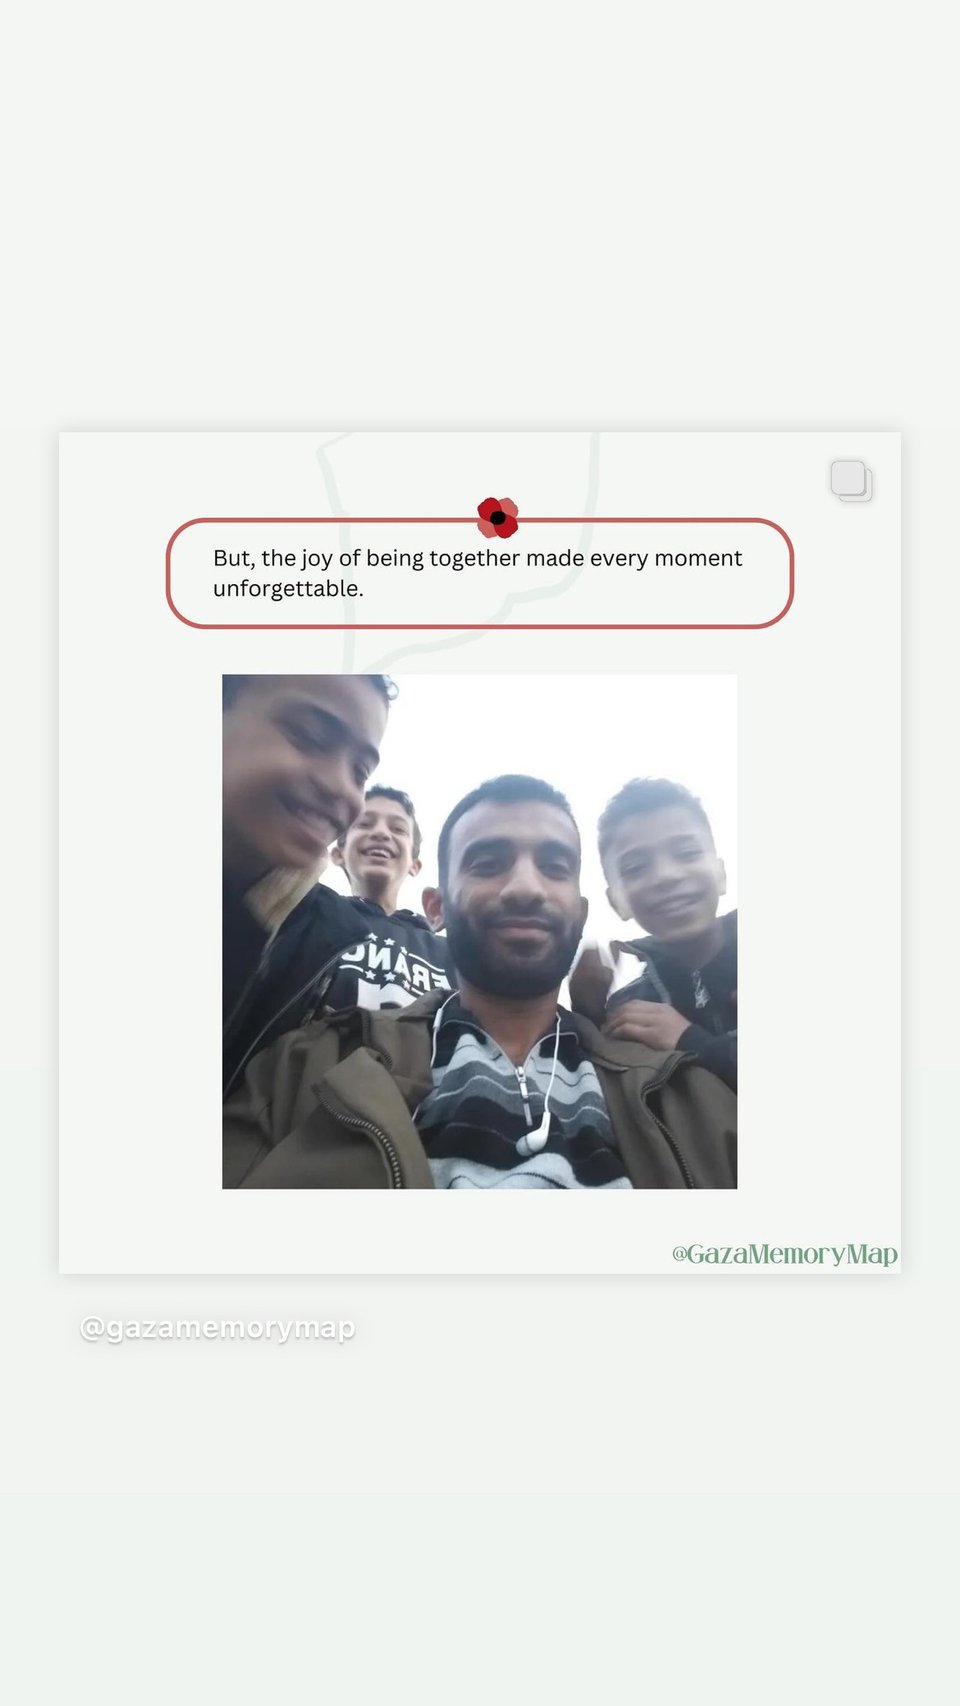 But, the joy of being together made every moment
unforgettable.
@GazaMemoryMap
@gazamemorymap